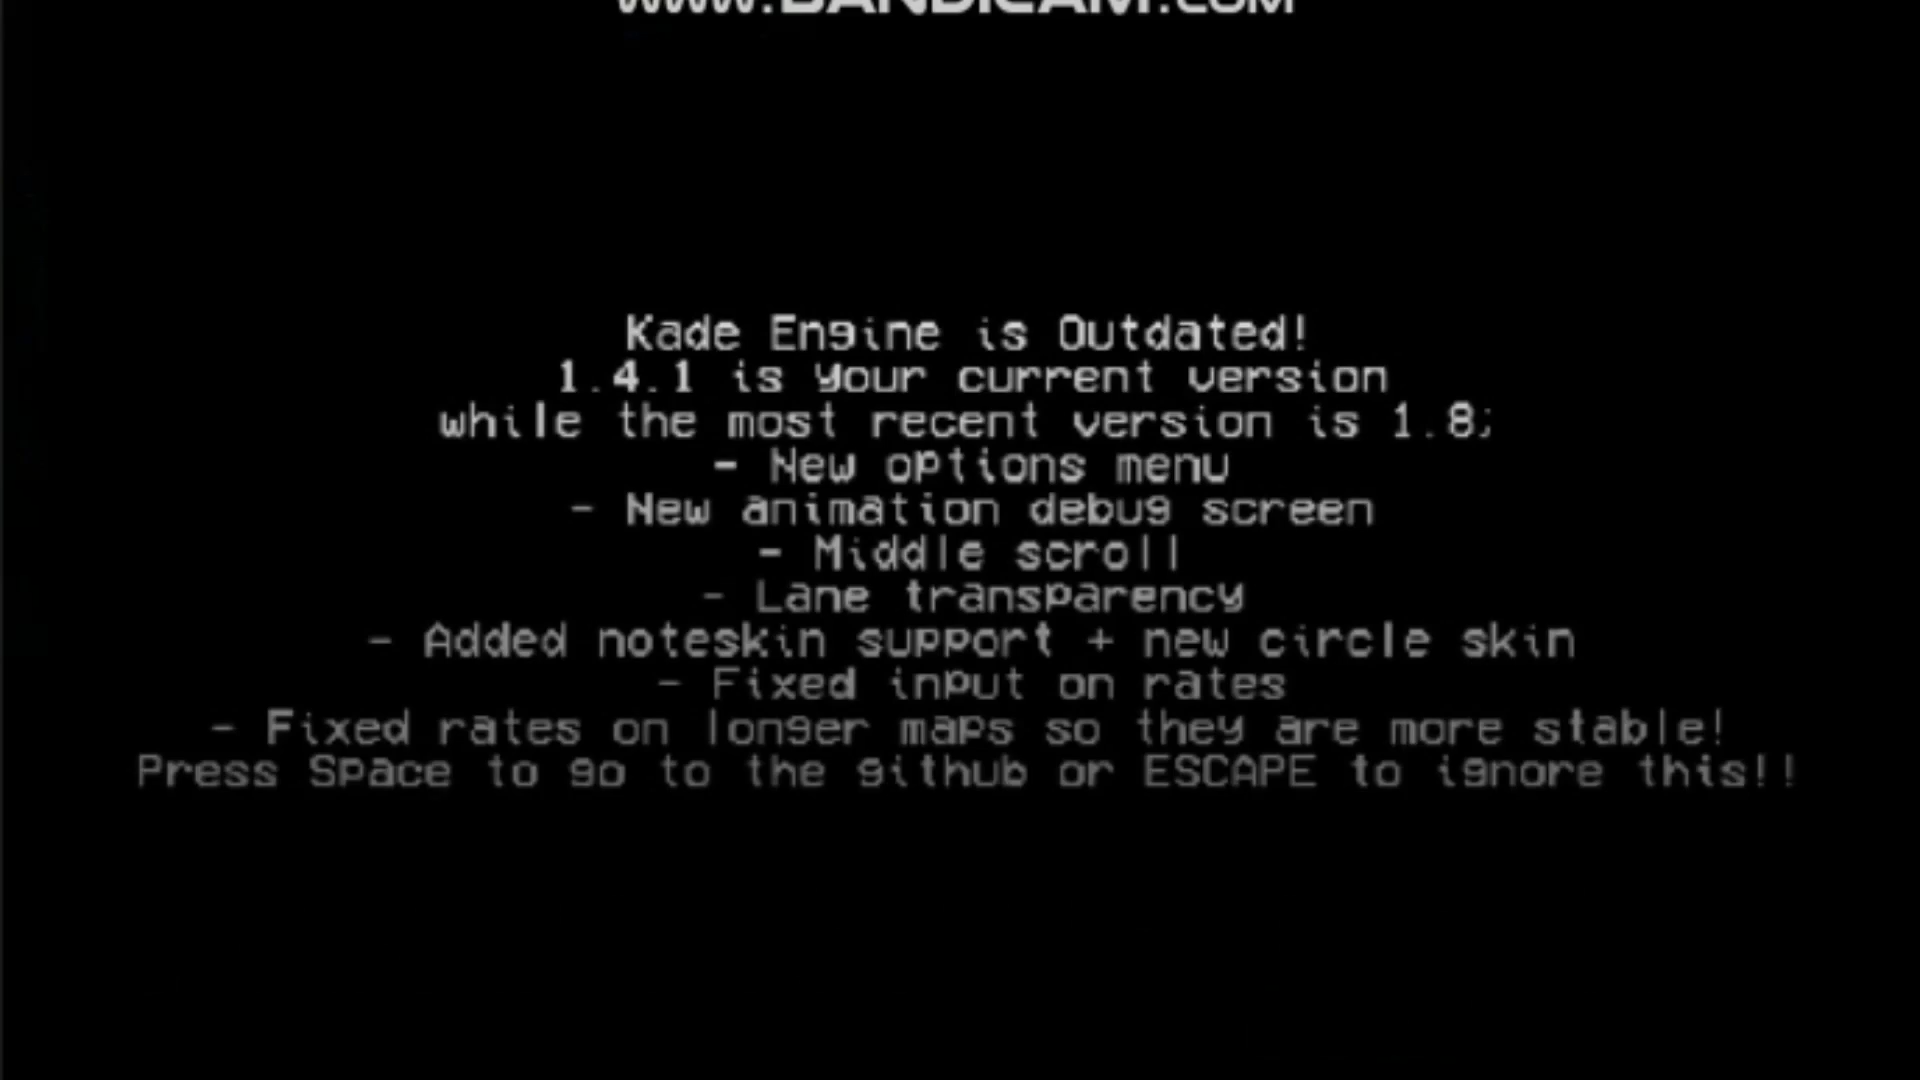 www.BANDICAM.COM
Kade Engine is Outdated!
1.4.1 is your current version
while the most recent version is 1.8;
- New options menu
- New animation debug screen
- Middle scroll
- Lane transparency
- Added noteskin support + new circle skin
- Fixed input on rates
- Fixed rates on longer maps so they are more stable!
Press Space to go to the github or ESCAPE to ignore this!!